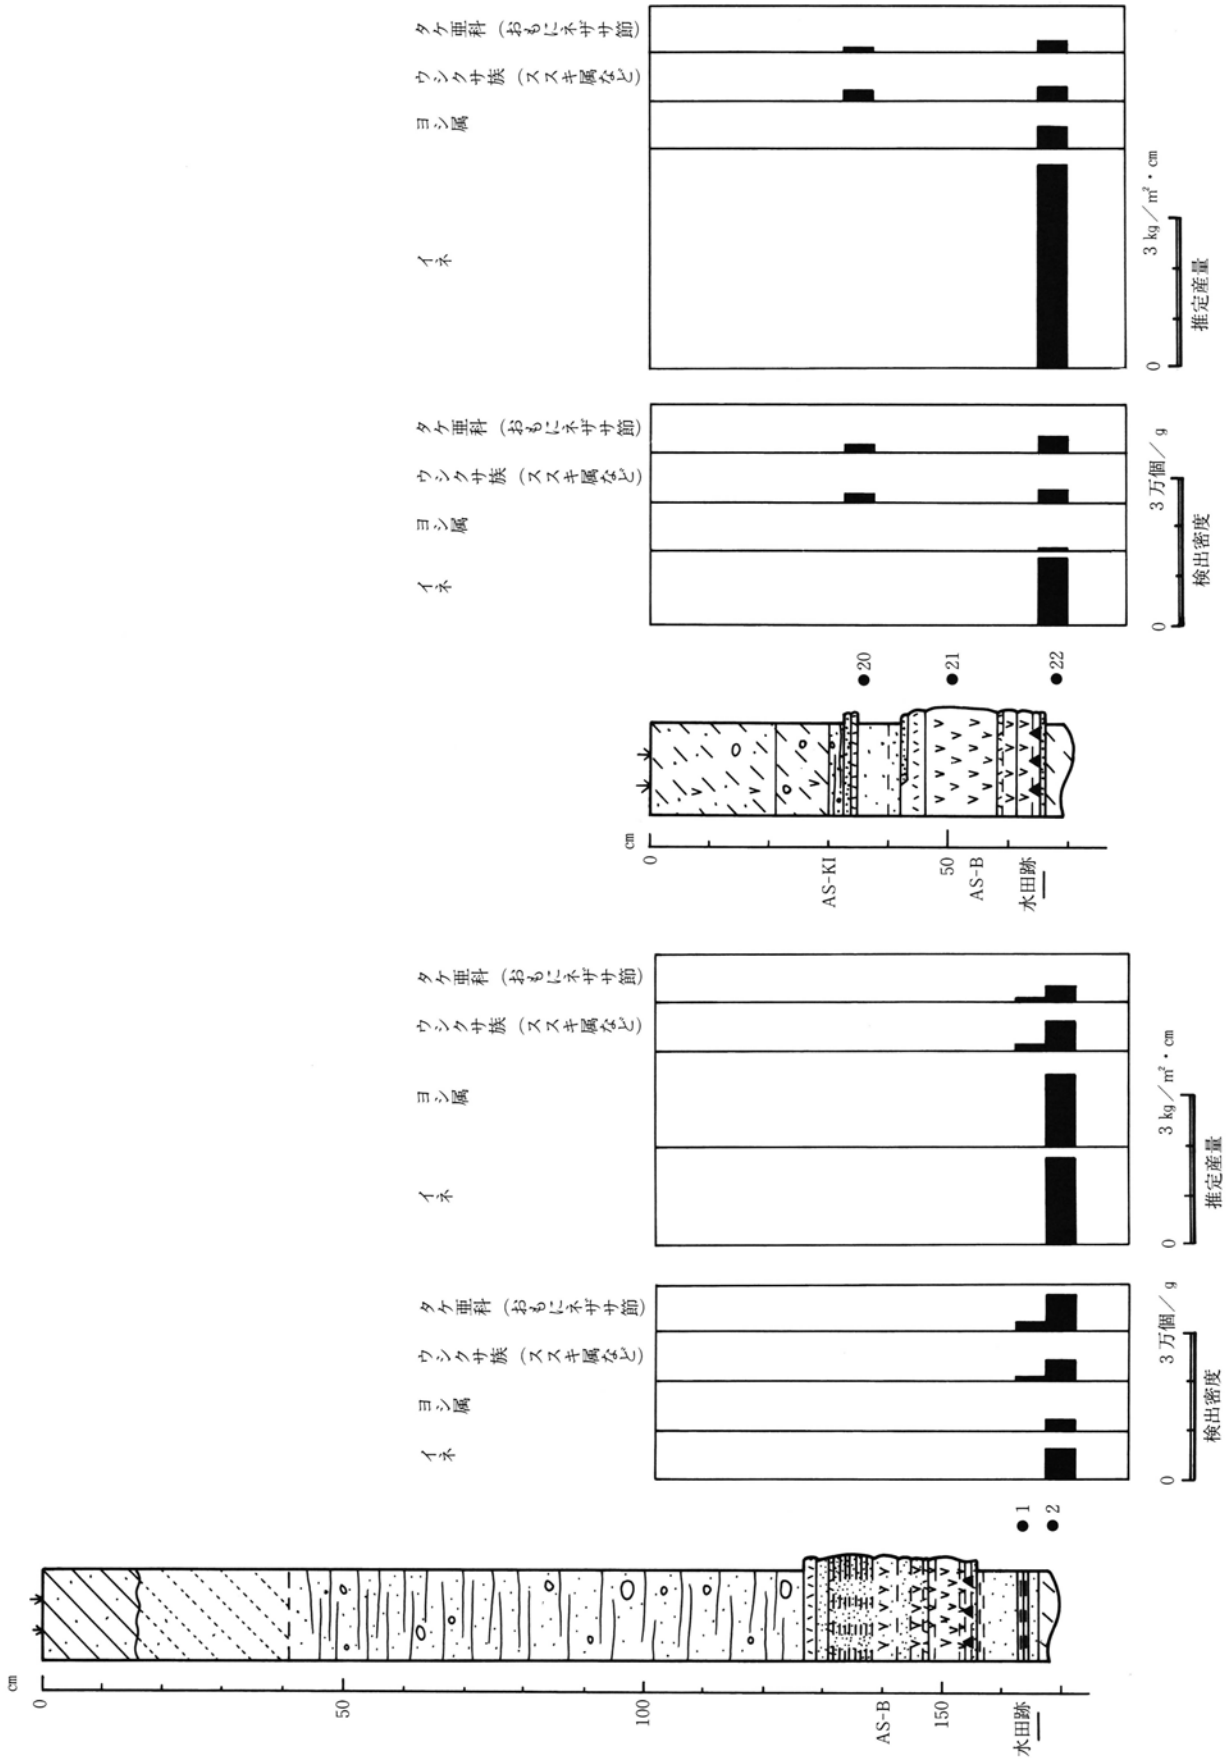 タケ亜科（おもにネザサ節）
ウシクサ族（ススキ属など）
ヨシ属
イネ
0
3 kg／m²・cm
推定産量
タケ亜科（おもにネザサ節）
ウシクサ族（ススキ属など）
ヨシ属
イネ
0
3 万個／g
検出密度
●20
●21
●22
cm
0
50
AS-KI
AS-B
水田跡
タケ亜科（おもにネザサ節）
ウシクサ族（ススキ属など）
ヨシ属
イネ
0
3 kg／m²・cm
推定産量
タケ亜科（おもにネザサ節）
ウシクサ族（ススキ属など）
ヨシ属
イネ
0
3 万個／g
検出密度
●1
●2
cm
0
50
100
150
AS-B
水田跡